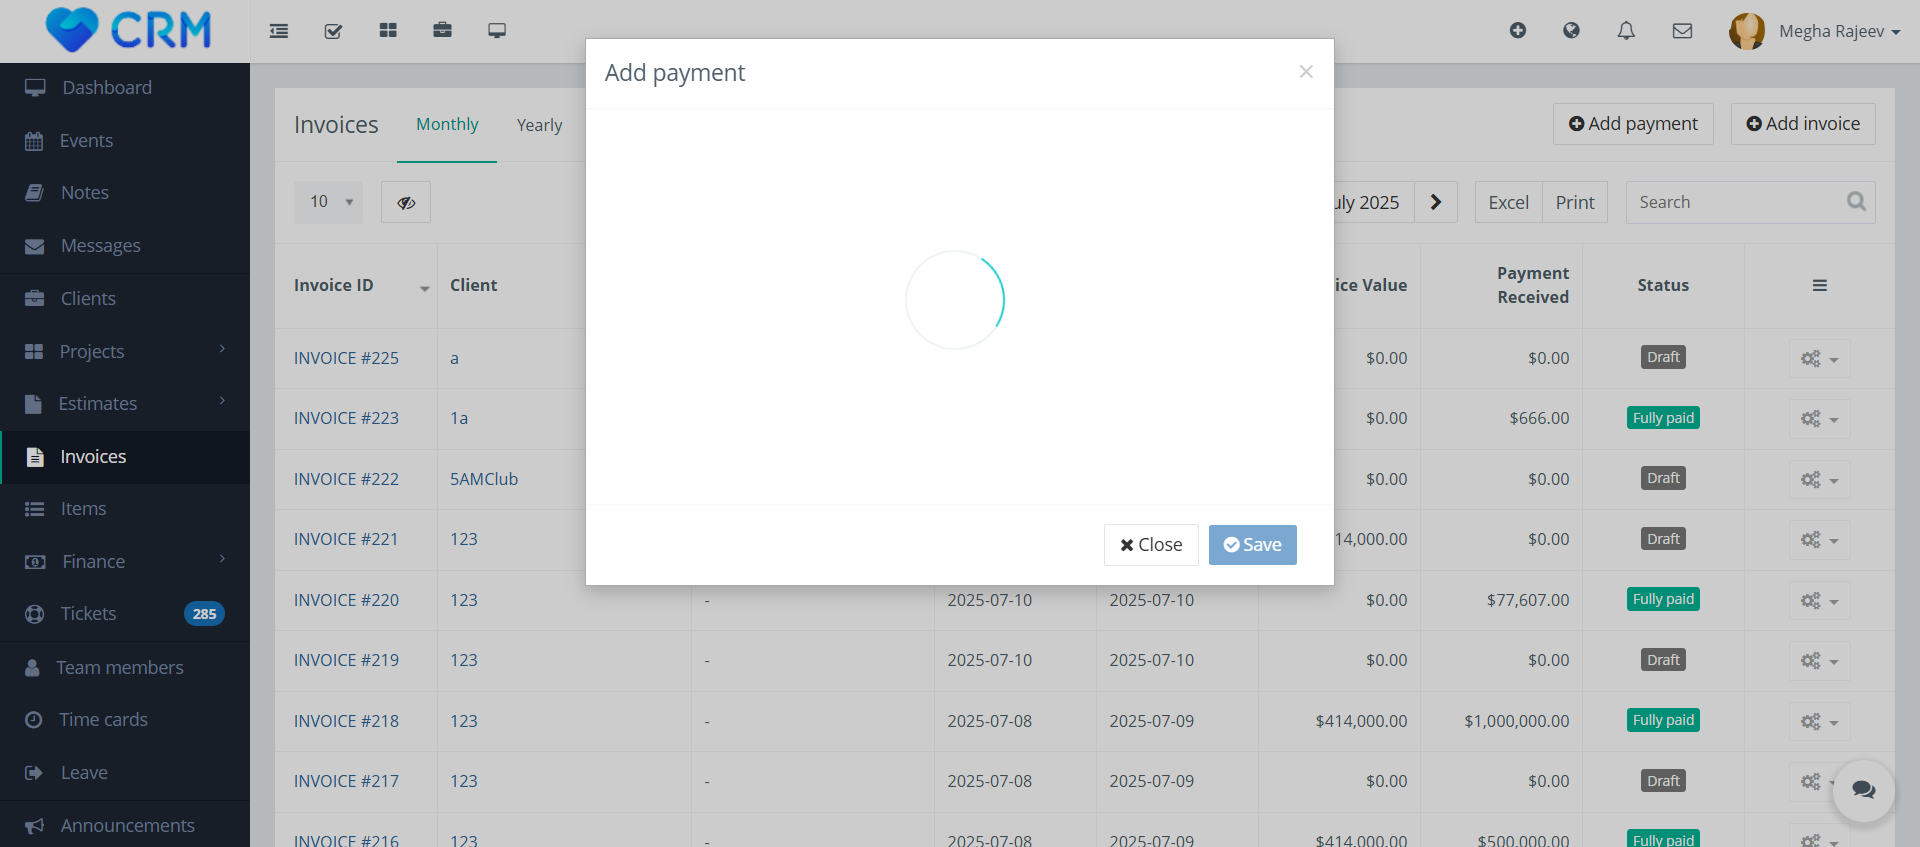 CRM
Megha Rajeev
Dashboard
Events
Notes
Messages
Clients
Projects
Estimates
Invoices
Items
Finance
Tickets 285
Team members
Time cards
Leave
Announcements
Add payment ×
Close Save
Invoices Monthly Yearly Add payment Add invoice
10 uly 2025 Excel Print Search
Invoice ID Client ice Value Payment Received Status
INVOICE #225 a $0.00 $0.00 Draft
INVOICE #223 1a $0.00 $666.00 Fully paid
INVOICE #222 5AMClub $0.00 $0.00 Draft
INVOICE #221 123 14,000.00 $0.00 Draft
INVOICE #220 123 - 2025-07-10 2025-07-10 $0.00 $77,607.00 Fully paid
INVOICE #219 123 - 2025-07-10 2025-07-10 $0.00 $0.00 Draft
INVOICE #218 123 - 2025-07-08 2025-07-09 $414,000.00 $1,000,000.00 Fully paid
INVOICE #217 123 - 2025-07-08 2025-07-09 $0.00 $0.00 Draft
INVOICE #216 123 - 2025-07-08 2025-07-09 $414,000.00 $500,000.00 Fully paid